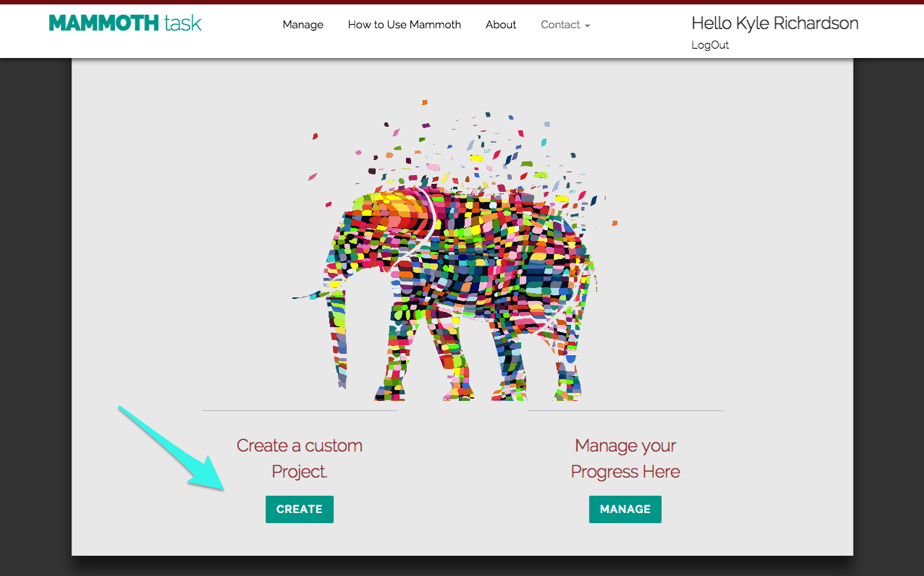 MAMMOTH task
Manage How to Use Mammoth About Contact
Hello Kyle Richardson
LogOut
Create a custom
Project.
CREATE
Manage your
Progress Here
MANAGE